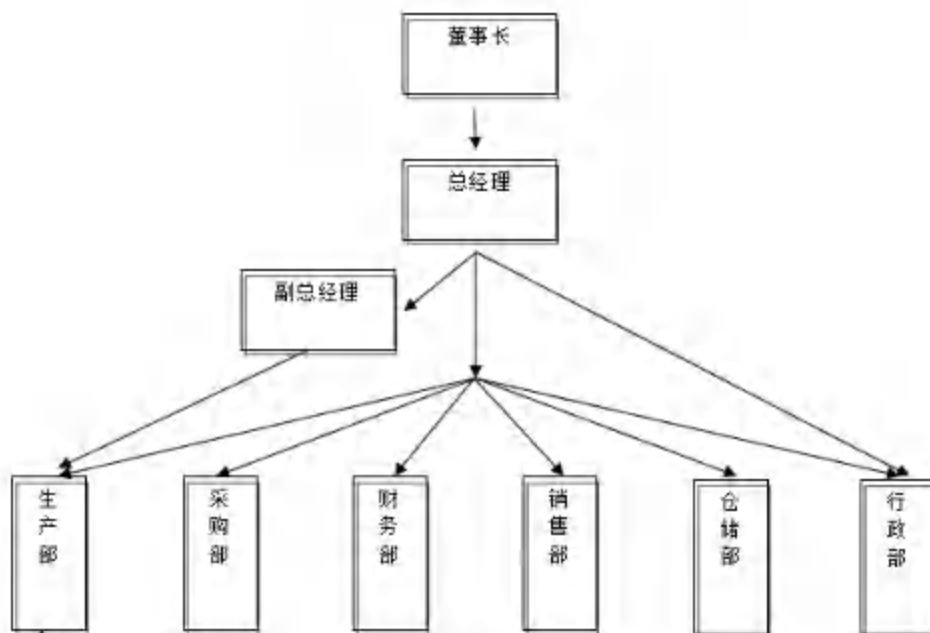 董事长
总经理
副总经理
生产部
采购部
财务部
销售部
仓储部
行政部